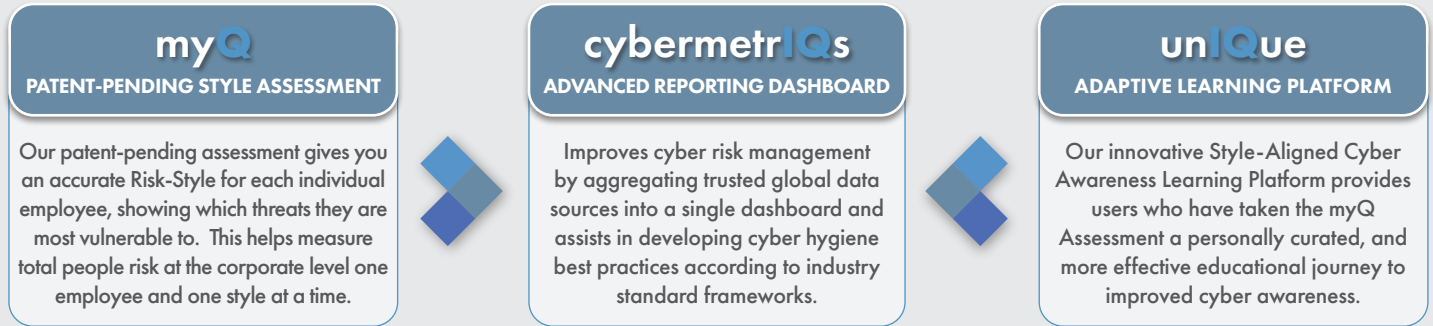 myQ
PATENT-PENDING STYLE ASSESSMENT
Our patent-pending assessment gives you
an accurate Risk-Style for each individual
employee, showing which threats they are
most vulnerable to.  This helps measure
total people risk at the corporate level one
employee and one style at a time.
cybermetrIQs
ADVANCED REPORTING DASHBOARD
Improves cyber risk management
by aggregating trusted global data
sources into a single dashboard and
assists in developing cyber hygiene
best practices according to industry
standard frameworks.
unIQue
ADAPTIVE LEARNING PLATFORM
Our innovative Style-Aligned Cyber
Awareness Learning Platform provides
users who have taken the myQ
Assessment a personally curated, and
more effective educational journey to
improved cyber awareness.